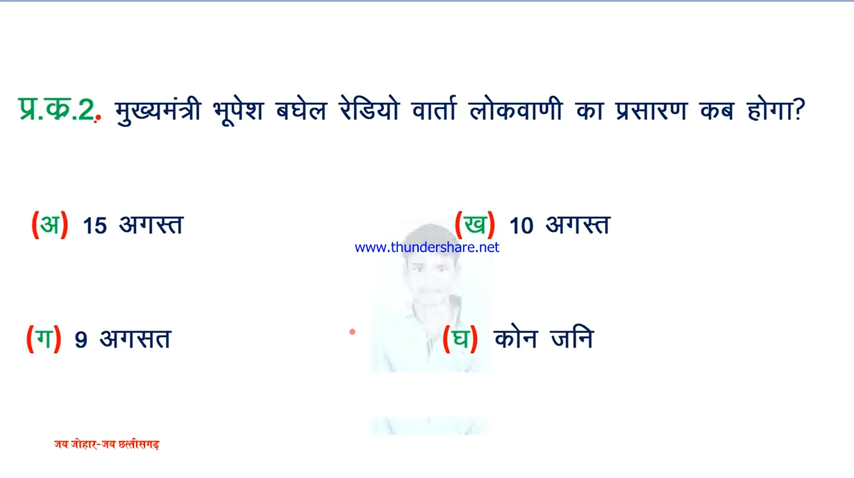 प्र.क्र.2. मुख्यमंत्री भूपेश बघेल रेडियो वार्ता लोकवाणी का प्रसारण कब होगा?
(अ) 15 अगस्त (ख) 10 अगस्त
www.thundershare.net
(ग) 9 अगसत (घ) कोन जनि
जय जोहार-जय छत्तीसगढ़